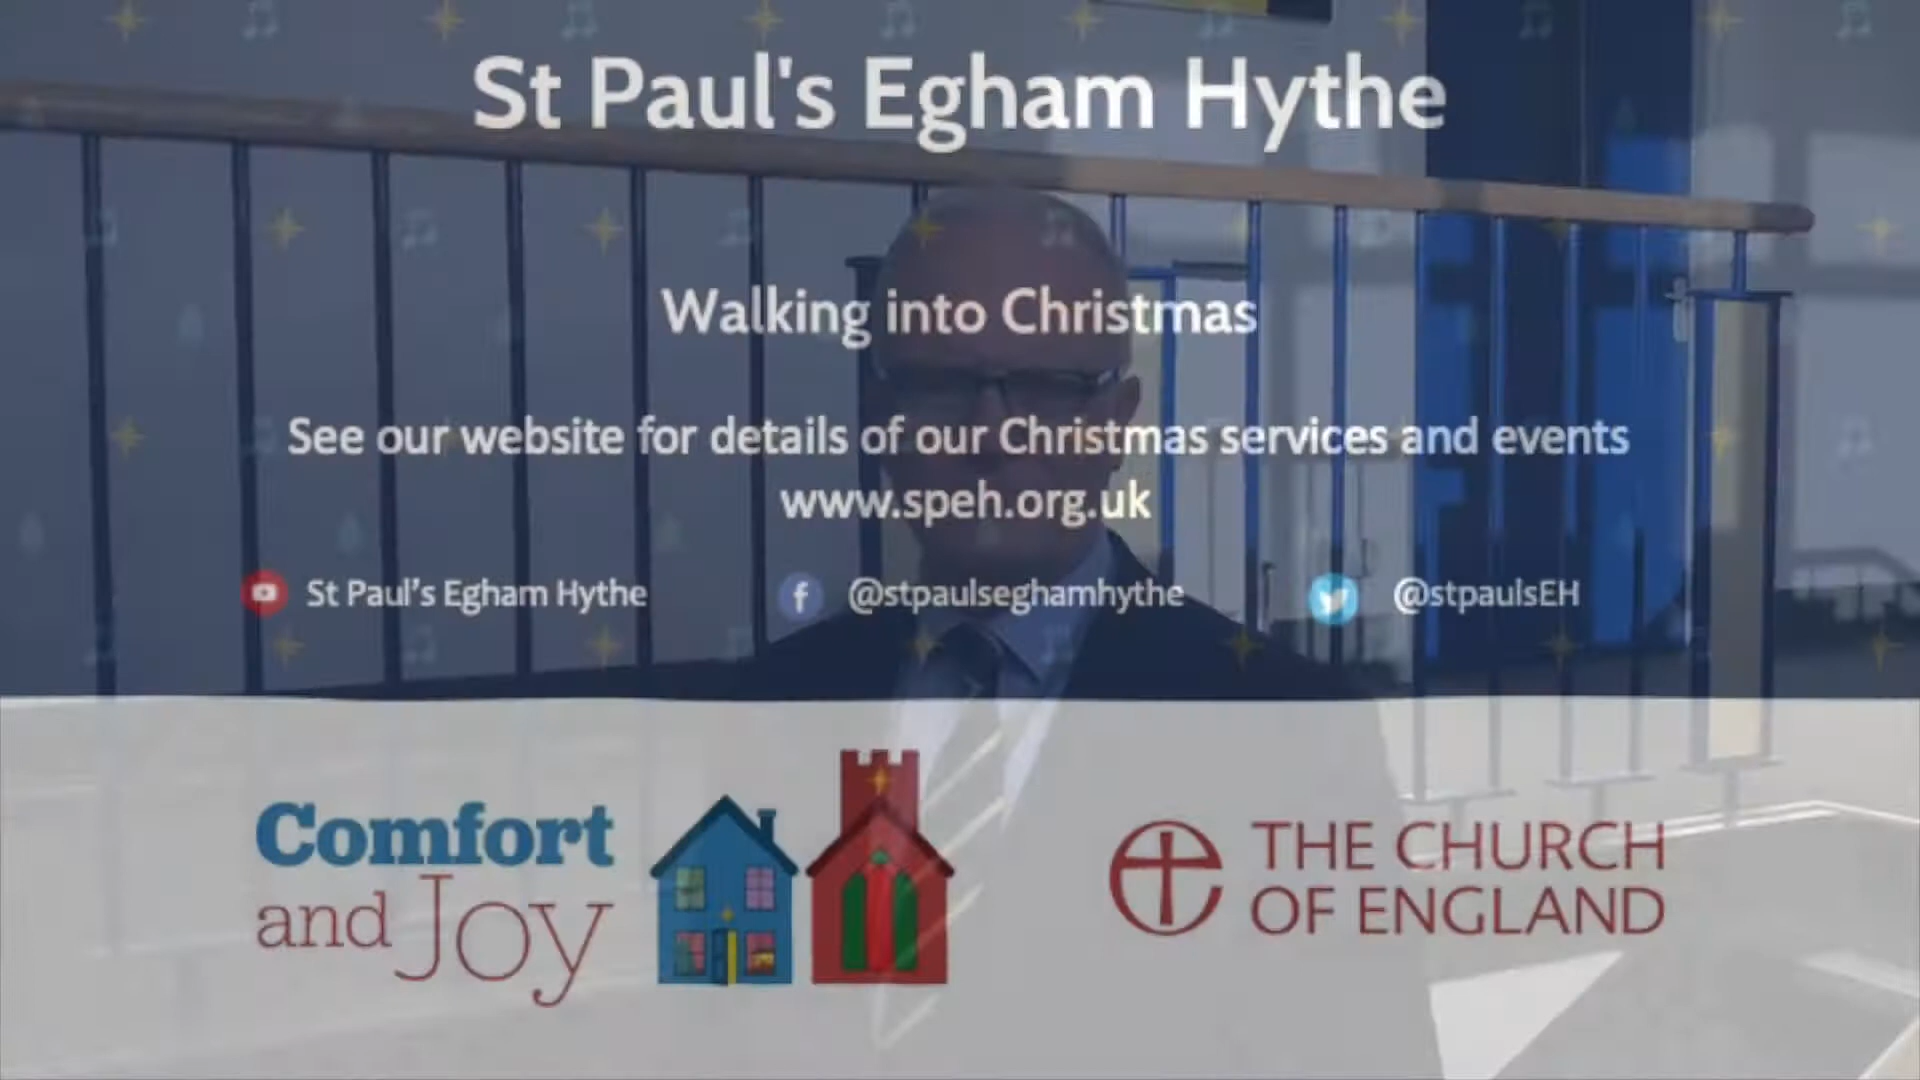 St Paul's Egham Hythe
Walking into Christmas
See our website for details of our Christmas services and events
www.speh.org.uk
St Paul’s Egham Hythe
@stpaulseghamhythe
@stpaulsEH
Comfort
and Joy
THE CHURCH
OF ENGLAND